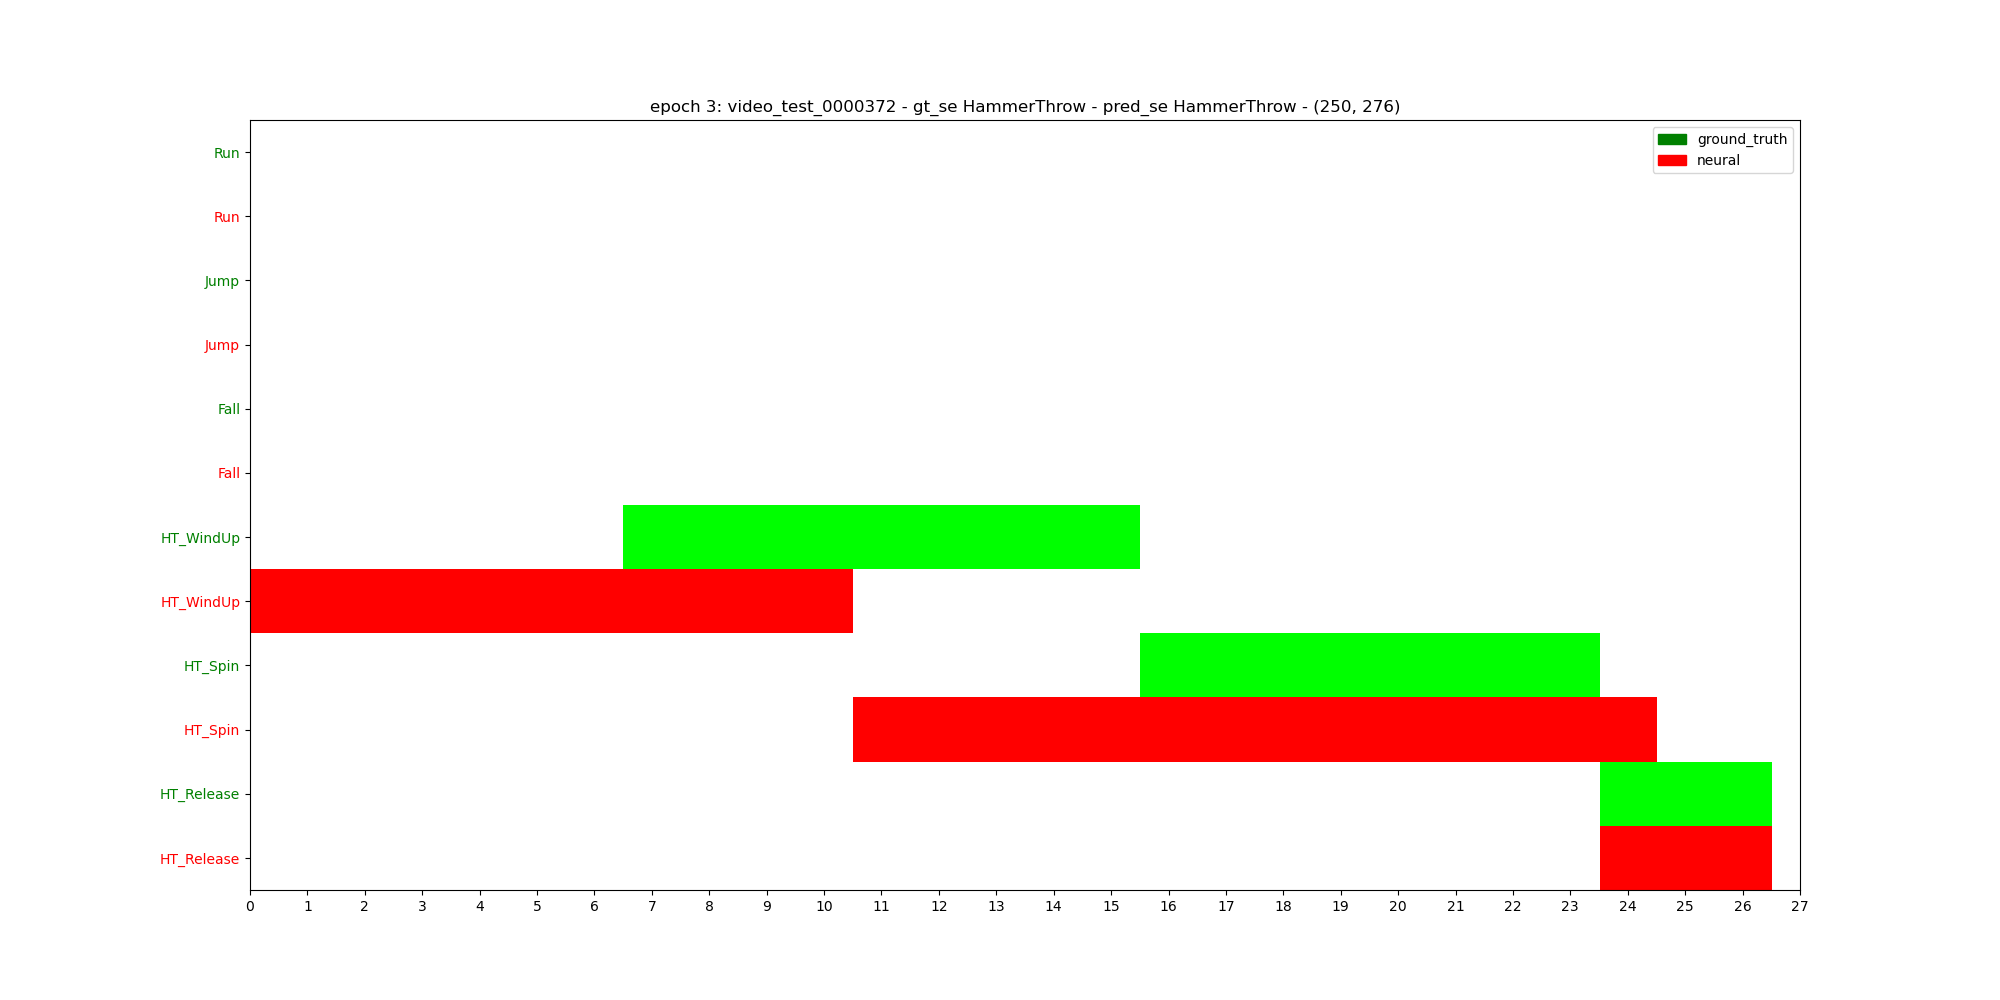 epoch 3: video_test_0000372 - gt_se HammerThrow - pred_se HammerThrow - (250, 276)
ground_truth
neural
Run
Run
Jump
Jump
Fall
Fall
HT_WindUp
HT_WindUp
HT_Spin
HT_Spin
HT_Release
HT_Release
0 1 2 3 4 5 6 7 8 9 10 11 12 13 14 15 16 17 18 19 20 21 22 23 24 25 26 27